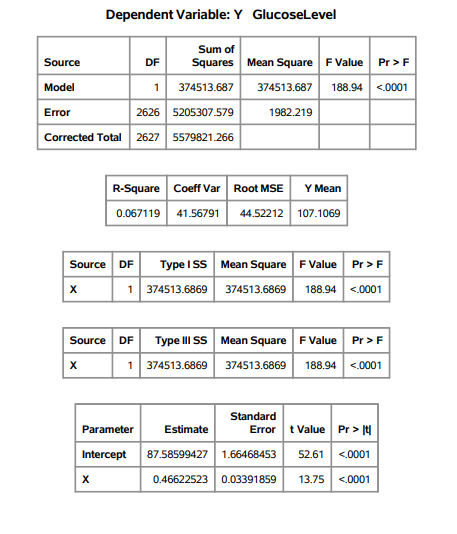 Dependent Variable: Y GlucoseLevel
Source DF Sum of Squares Mean Square F Value Pr > F
Model 1 374513.687 374513.687 188.94 <.0001
Error 2626 5205307.579 1982.219
Corrected Total 2627 5579821.266
R-Square Coeff Var Root MSE Y Mean
0.067119 41.56791 44.52212 107.1069
Source DF Type I SS Mean Square F Value Pr > F
X 1 374513.6869 374513.6869 188.94 <.0001
Source DF Type III SS Mean Square F Value Pr > F
X 1 374513.6869 374513.6869 188.94 <.0001
Parameter Estimate Standard Error t Value Pr > |t|
Intercept 87.58599427 1.66468453 52.61 <.0001
X 0.46622523 0.03391859 13.75 <.0001